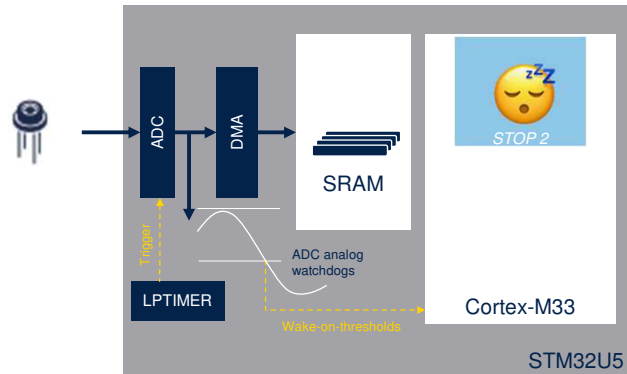 zzZ
STOP 2
ADC
DMA
SRAM
Trigger
ADC analog
watchdogs
LPTIMER
Wake-on-thresholds
Cortex-M33
STM32U5